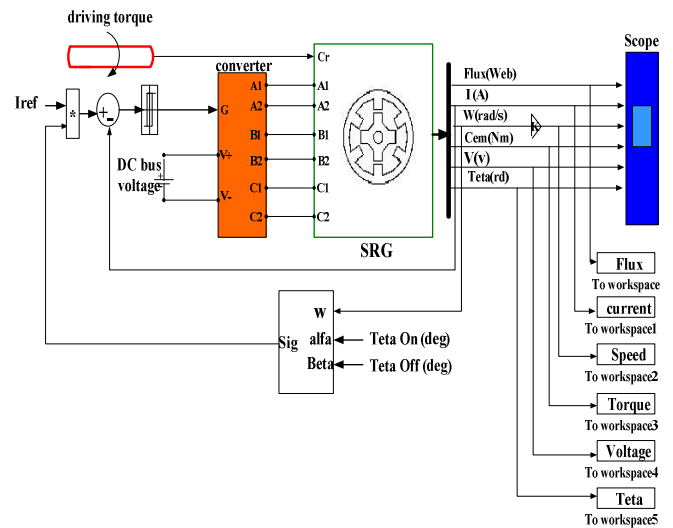 driving torque
Scope
converter
Cr
Flux(Web)
I (A)
W(rad/s)
Cem(Nm)
V(v)
Teta(rd)
Iref
*
+
-
G
A1
A2
B1
B2
C1
C2
A1
A2
B1
B2
C1
C2
DC bus
voltage
V+
V-
SRG
W
Sig
alfa
Beta
Teta On (deg)
Teta Off (deg)
Flux
To workspace
current
To workspace1
Speed
To workspace2
Torque
To workspace3
Voltage
To workspace4
Teta
To workspace5